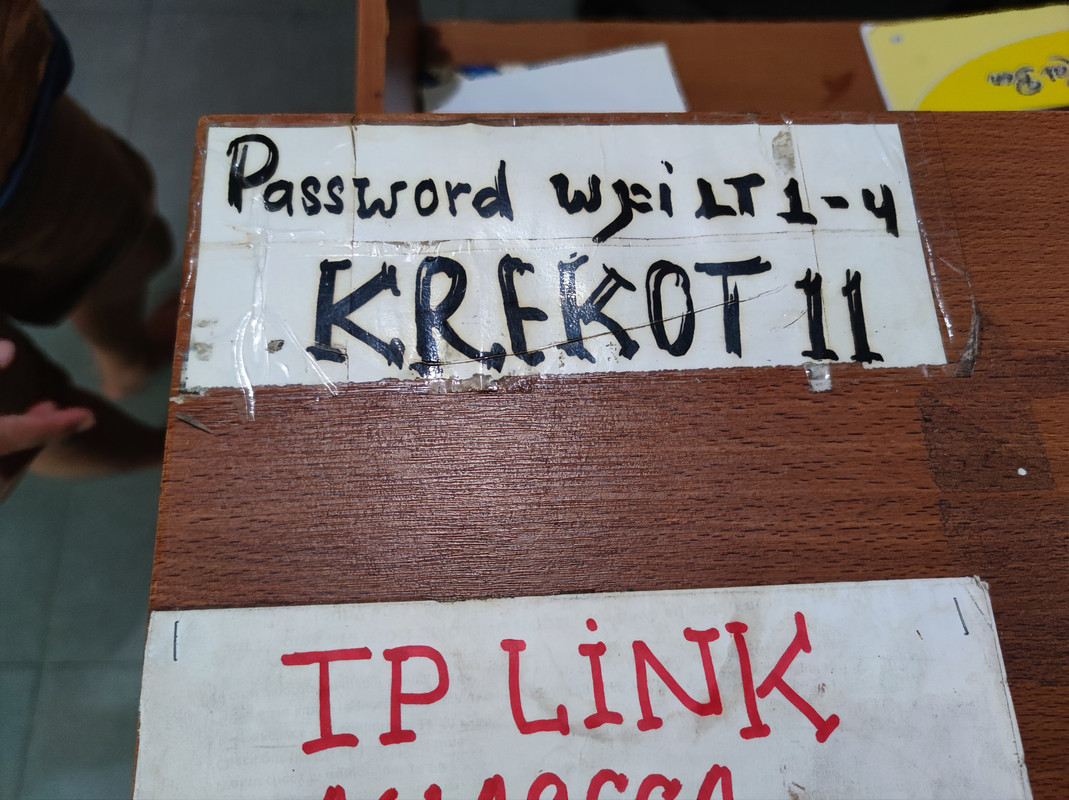 Password wifi LT 1-4
KREKOT 11
TP LiNK